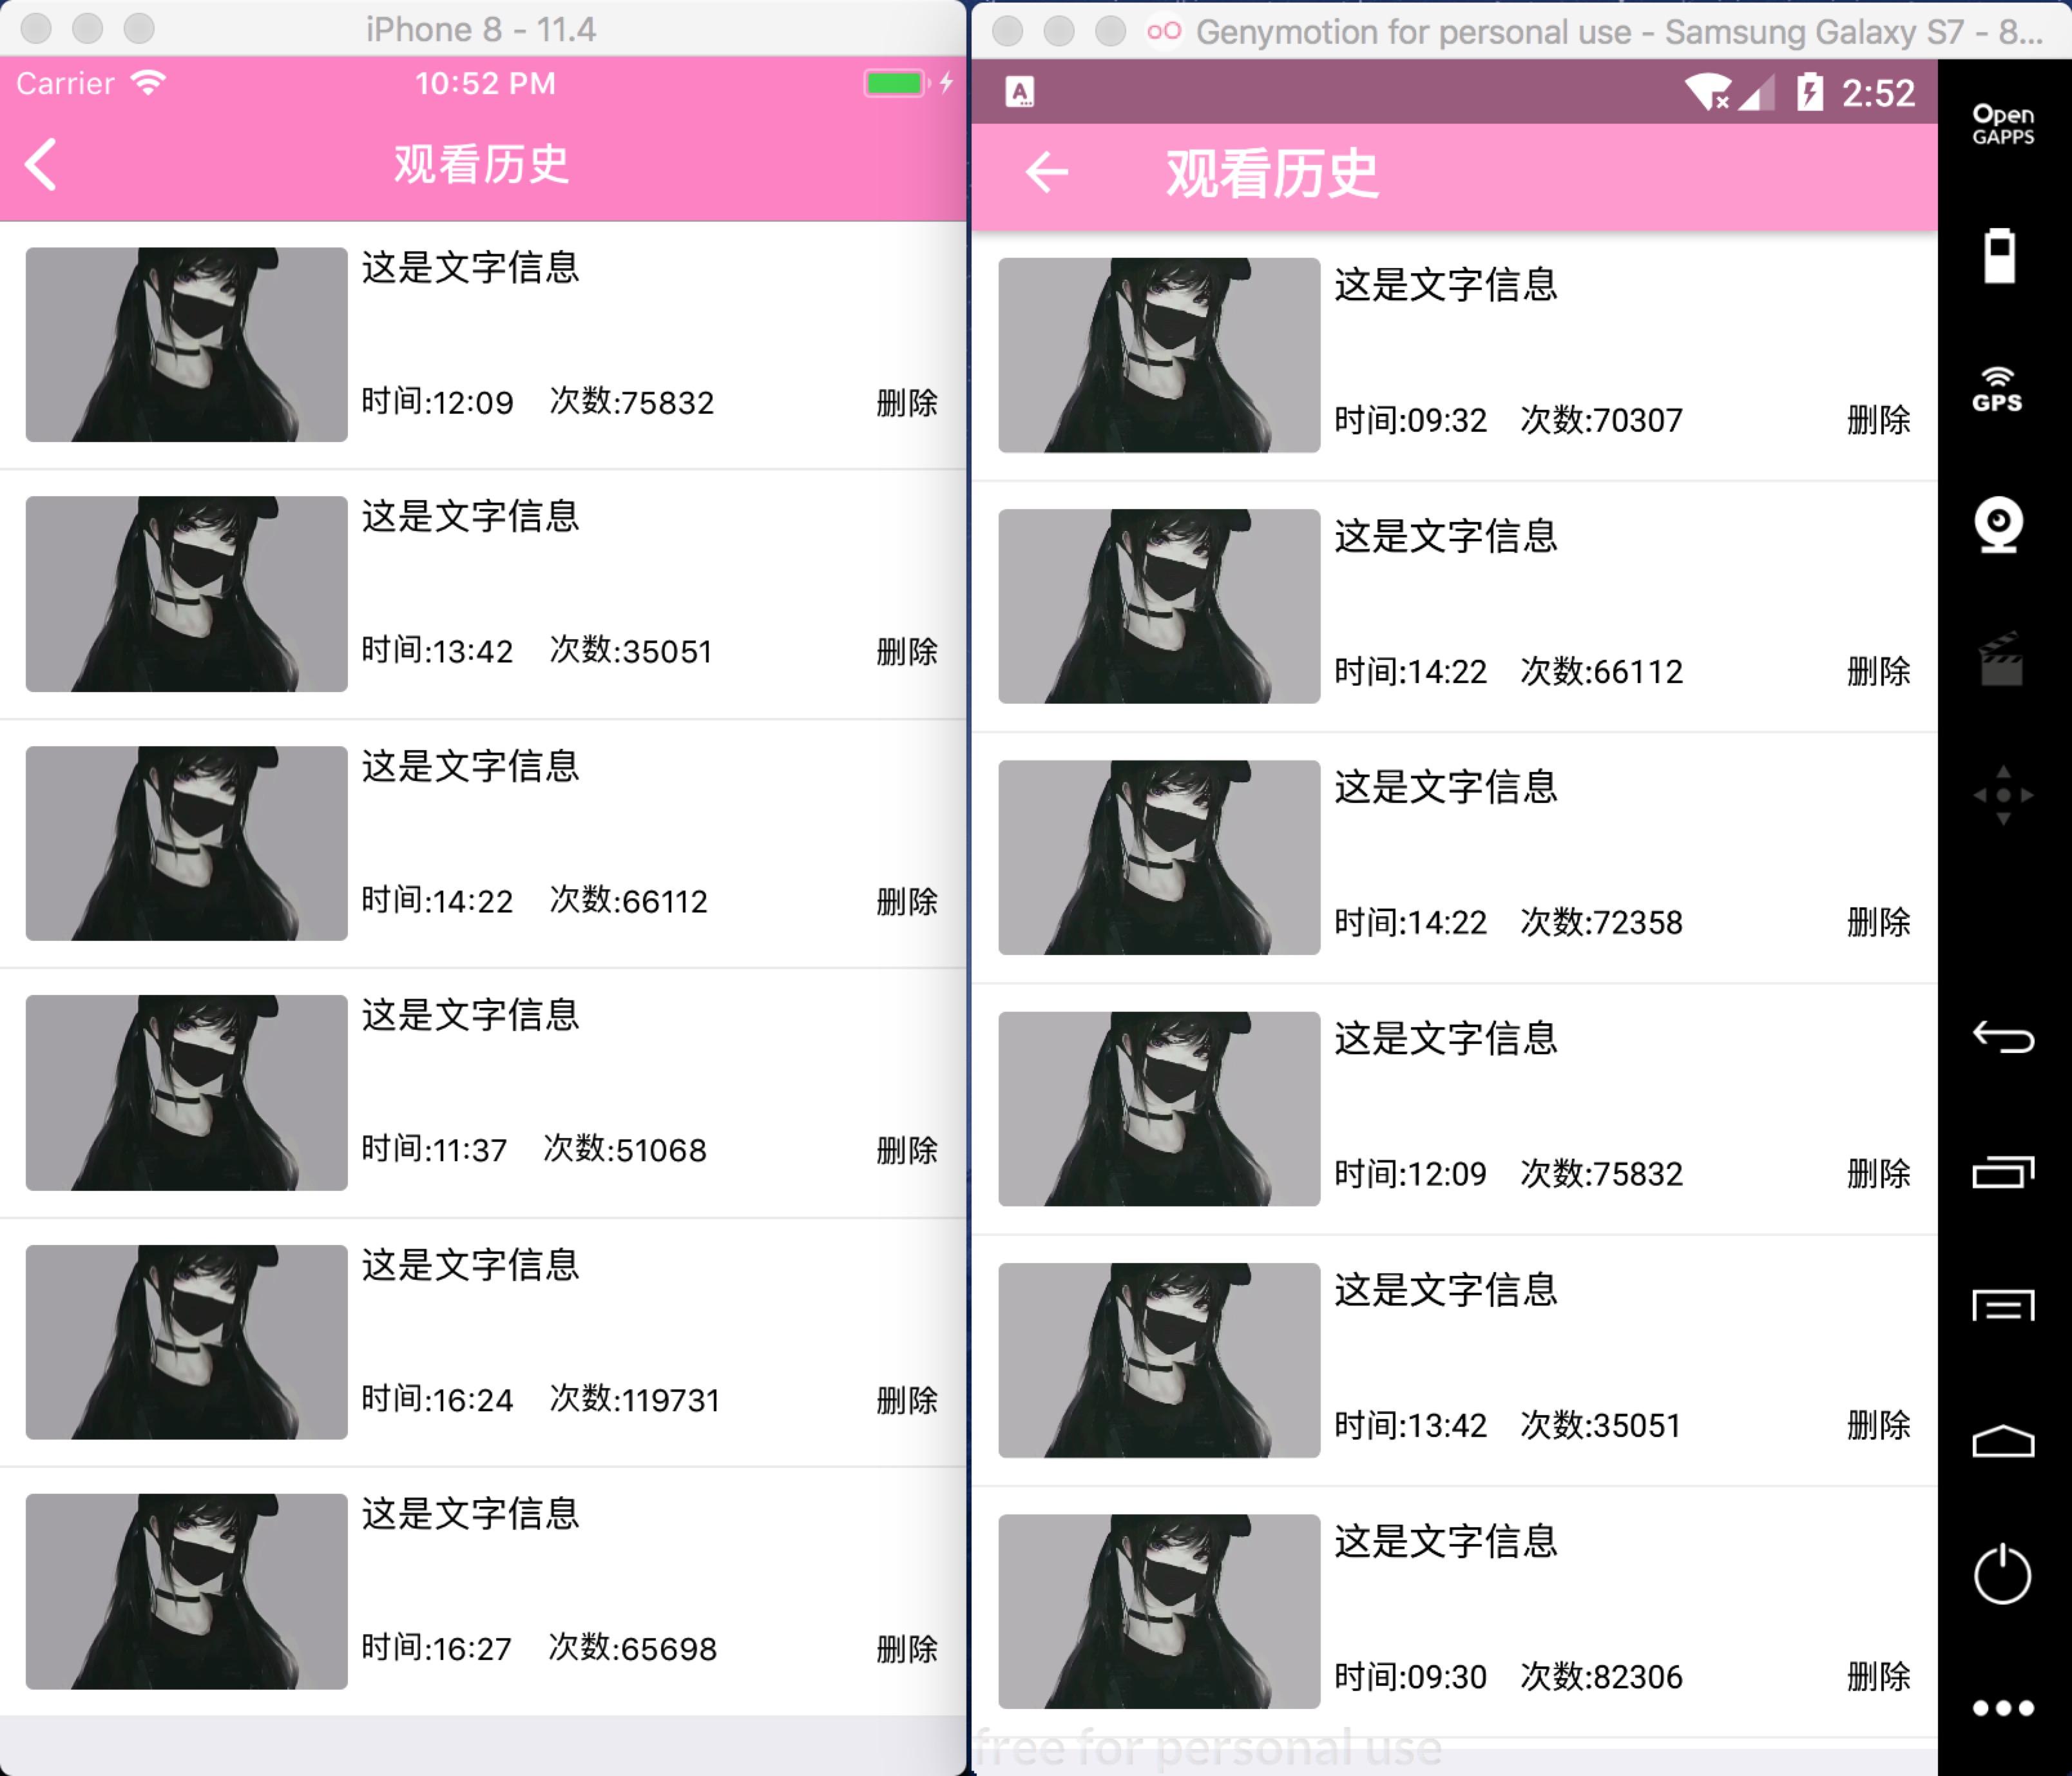 iPhone 8 - 11.4
Carrier 10:52 PM
观看历史
这是文字信息
时间:12:09 次数:75832 删除
这是文字信息
时间:13:42 次数:35051 删除
这是文字信息
时间:14:22 次数:66112 删除
这是文字信息
时间:11:37 次数:51068 删除
这是文字信息
时间:16:24 次数:119731 删除
这是文字信息
时间:16:27 次数:65698 删除
Genymotion for personal use - Samsung Galaxy S7 - 8...
A 2:52
观看历史
这是文字信息
时间:09:32 次数:70307 删除
这是文字信息
时间:14:22 次数:66112 删除
这是文字信息
时间:14:22 次数:72358 删除
这是文字信息
时间:12:09 次数:75832 删除
这是文字信息
时间:13:42 次数:35051 删除
这是文字信息
时间:09:30 次数:82306 删除
free for personal use
Open
GAPPS
GPS